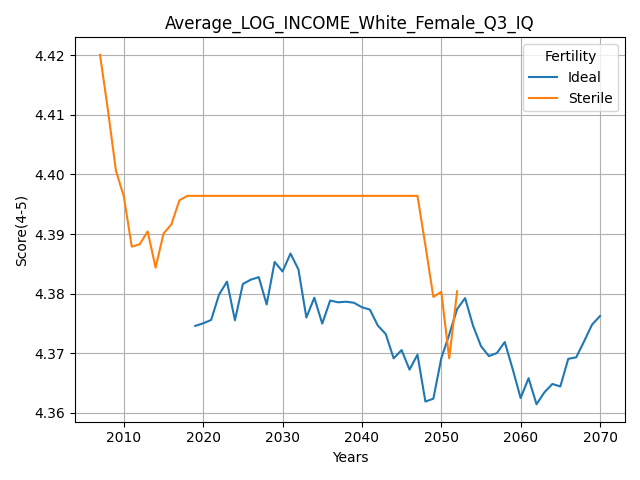 Average_LOG_INCOME_White_Female_Q3_IQ
Score(4-5)
4.42
4.41
4.40
4.39
4.38
4.37
4.36
Fertility
Ideal
Sterile
2010 2020 2030 2040 2050 2060 2070
Years